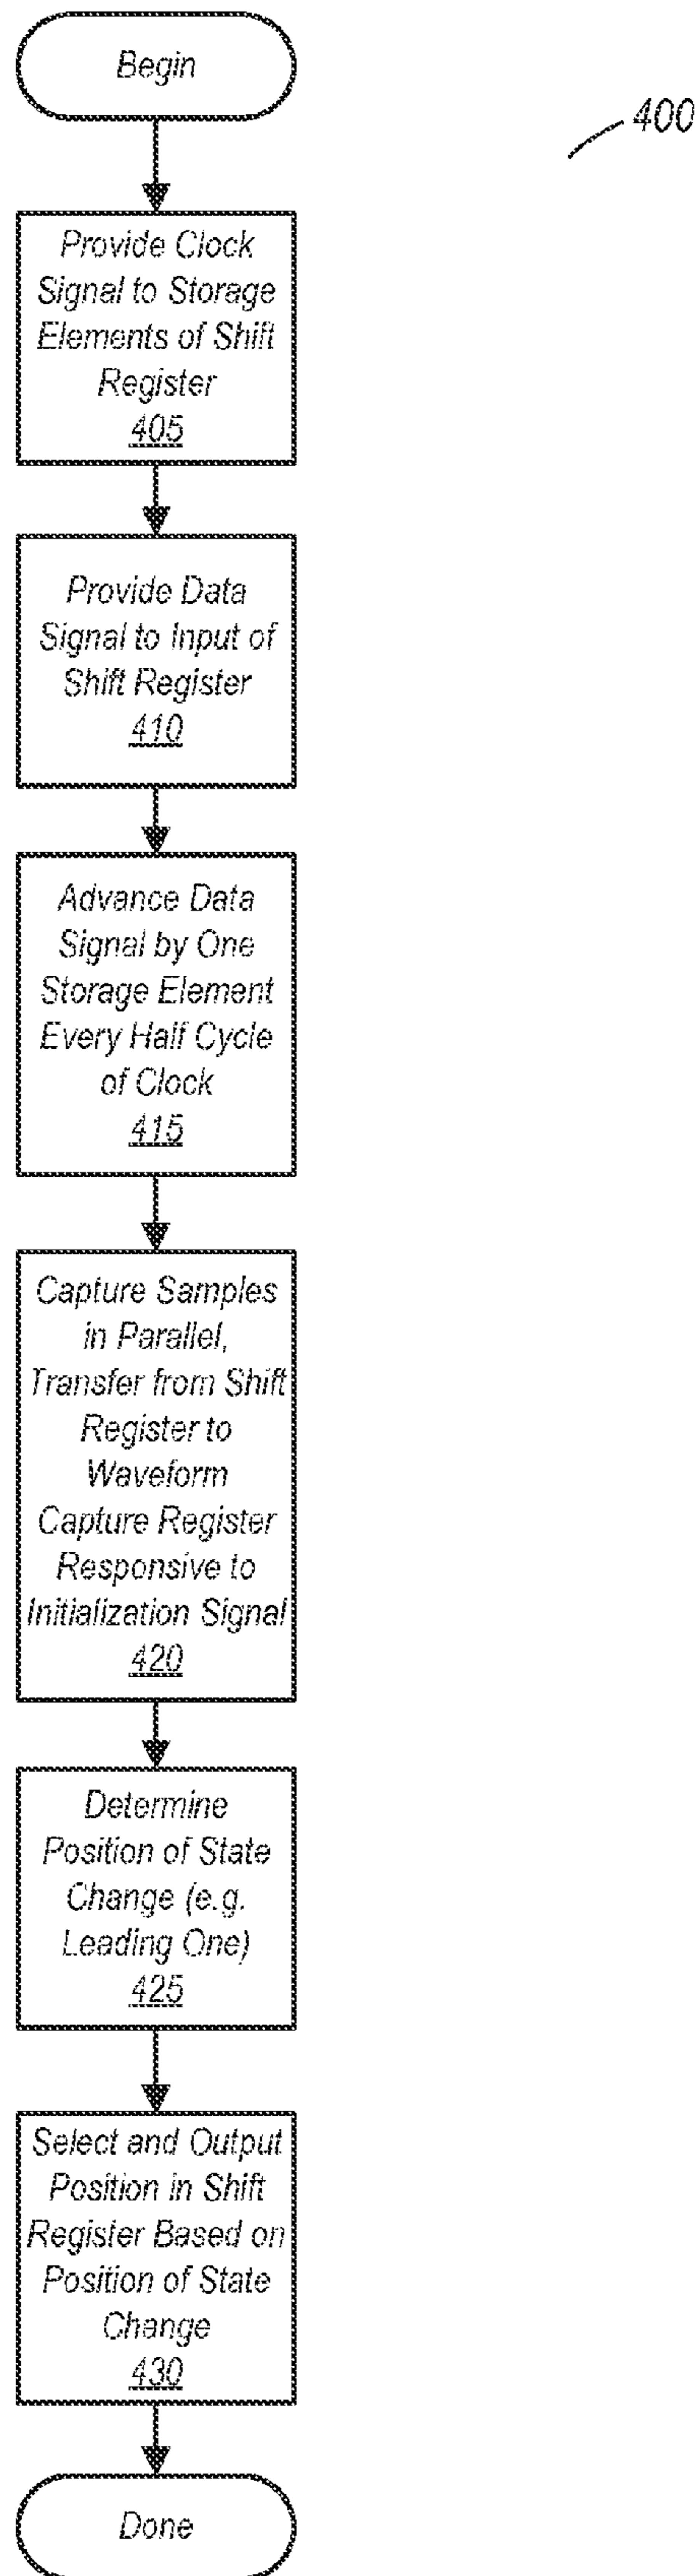 Begin
400
Provide Clock
Signal to Storage
Elements of Shift
Register
405
Provide Data
Signal to Input of
Shift Register
410
Advance Data
Signal by One
Storage Element
Every Half Cycle
of Clock
415
Capture Samples
in Parallel,
Transfer from Shift
Register to
Waveform
Capture Register
Responsive to
Initialization Signal
420
Determine
Position of State
Change (e.g.
Leading One)
425
Select and Output
Position in Shift
Register Based on
Position of State
Change
430
Done